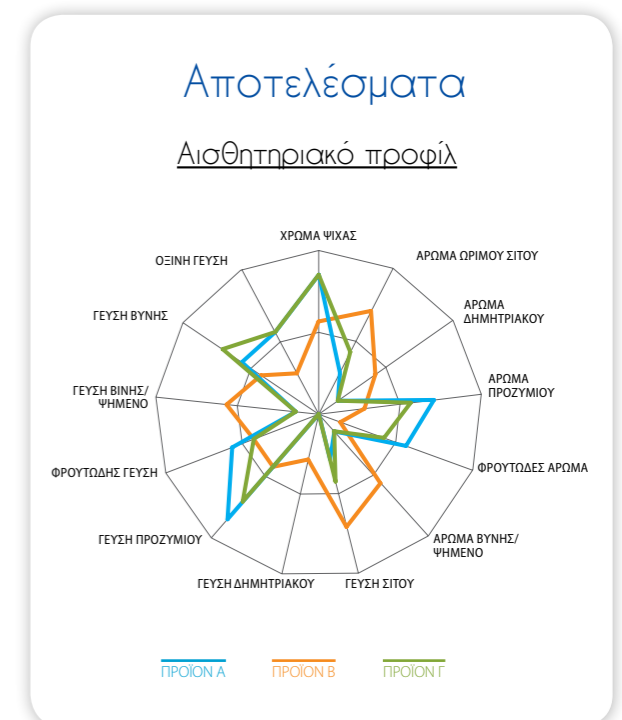 Αποτελέσματα
Αισθητηριακό προφίλ
ΧΡΩΜΑ ΨΙΧΑΣ
ΑΡΩΜΑ ΩΡΙΜΟΥ ΣΙΤΟΥ
ΑΡΩΜΑ
ΔΗΜΗΤΡΙΑΚΟΥ
ΑΡΩΜΑ
ΠΡΟΖΥΜΙΟΥ
ΦΡΟΥΤΩΔΕΣ ΑΡΩΜΑ
ΑΡΩΜΑ ΒΥΝΗΣ/
ΨΗΜΕΝΟ
ΓΕΥΣΗ ΣΙΤΟΥ
ΓΕΥΣΗ ΔΗΜΗΤΡΙΑΚΟΥ
ΓΕΥΣΗ ΠΡΟΖΥΜΙΟΥ
ΦΡΟΥΤΩΔΗΣ ΓΕΥΣΗ
ΓΕΥΣΗ ΒΙΝΗΣ/
ΨΗΜΕΝΟ
ΓΕΥΣΗ ΒΥΝΗΣ
ΟΞΙΝΗ ΓΕΥΣΗ
ΠΡΟΪΟΝ Α
ΠΡΟΪΟΝ Β
ΠΡΟΪΟΝ Γ